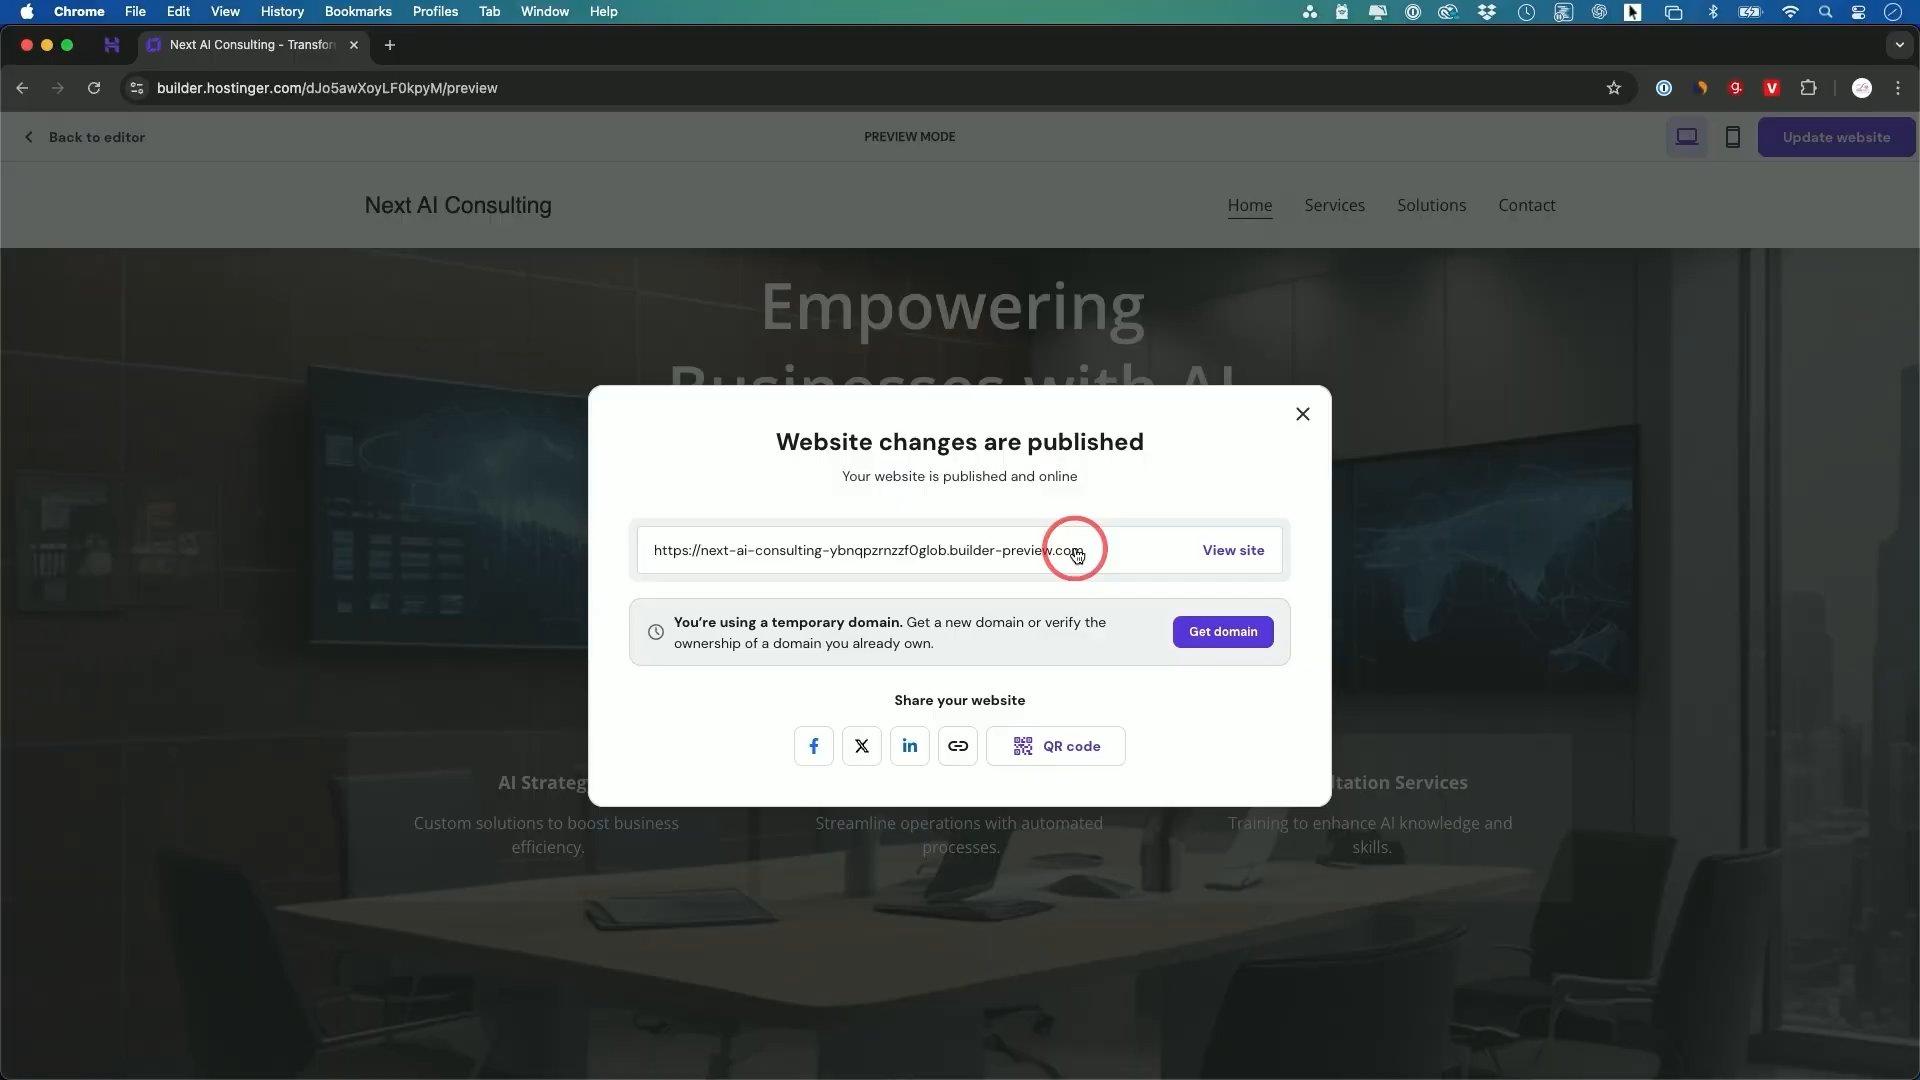 Chrome File Edit View History Bookmarks Profiles Tab Window Help
Next AI Consulting - Transfor
builder.hostinger.com/dJo5awXoyLF0kpyM/preview
Back to editor
PREVIEW MODE
Update website
Next AI Consulting
Home Services Solutions Contact
Empowering
Businesses with AI
Website changes are published
Your website is published and online
https://next-ai-consulting-ybnqpzrnzzf0glob.builder-preview.com
View site
You’re using a temporary domain. Get a new domain or verify the
ownership of a domain you already own.
Get domain
Share your website
QR code
AI Strateg
ltation Services
Custom solutions to boost business
efficiency.
Streamline operations with automated
processes.
Training to enhance AI knowledge and
skills.